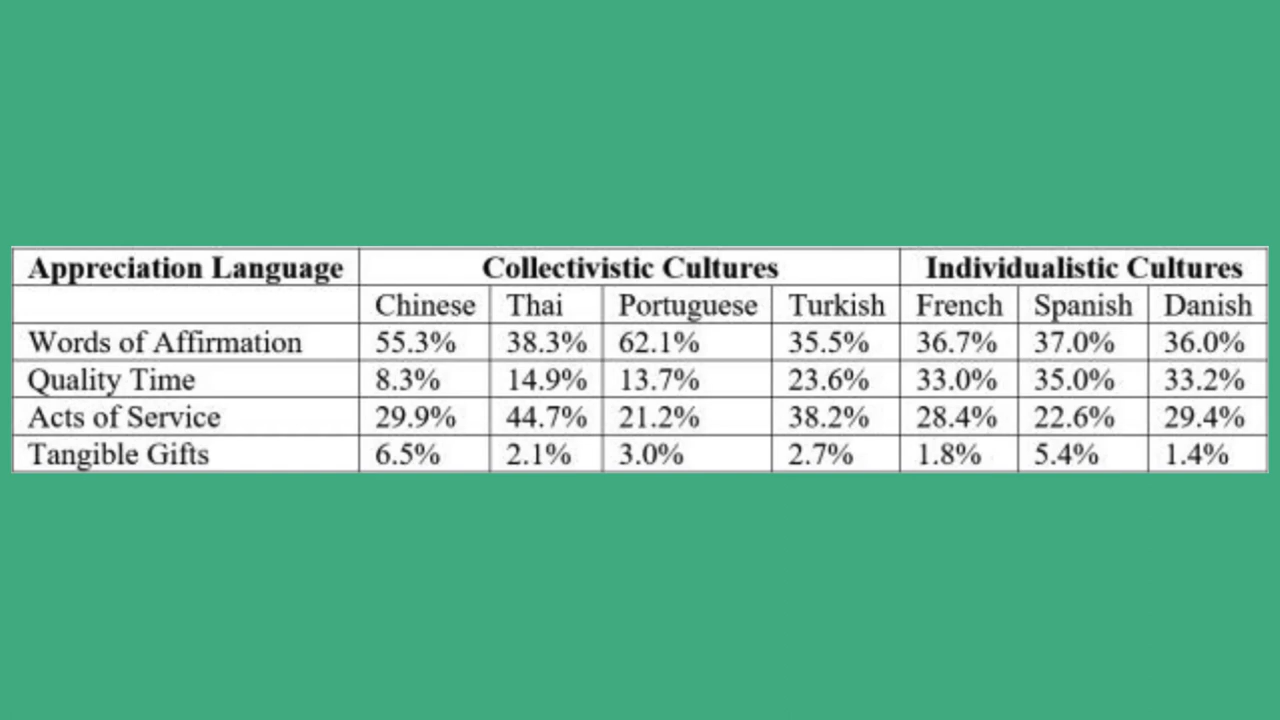 Appreciation Language Collectivistic Cultures Individualistic Cultures
Chinese Thai Portuguese Turkish French Spanish Danish
Words of Affirmation 55.3% 38.3% 62.1% 35.5% 36.7% 37.0% 36.0%
Quality Time 8.3% 14.9% 13.7% 23.6% 33.0% 35.0% 33.2%
Acts of Service 29.9% 44.7% 21.2% 38.2% 28.4% 22.6% 29.4%
Tangible Gifts 6.5% 2.1% 3.0% 2.7% 1.8% 5.4% 1.4%